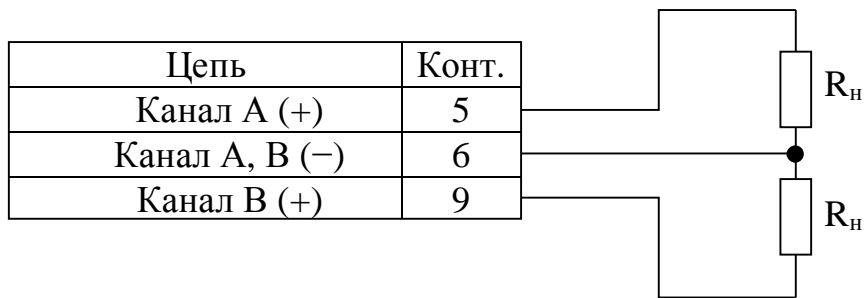 Цепь Конт.
Канал А (+) 5
Канал А, В (−) 6
Канал В (+) 9
Rн
Rн